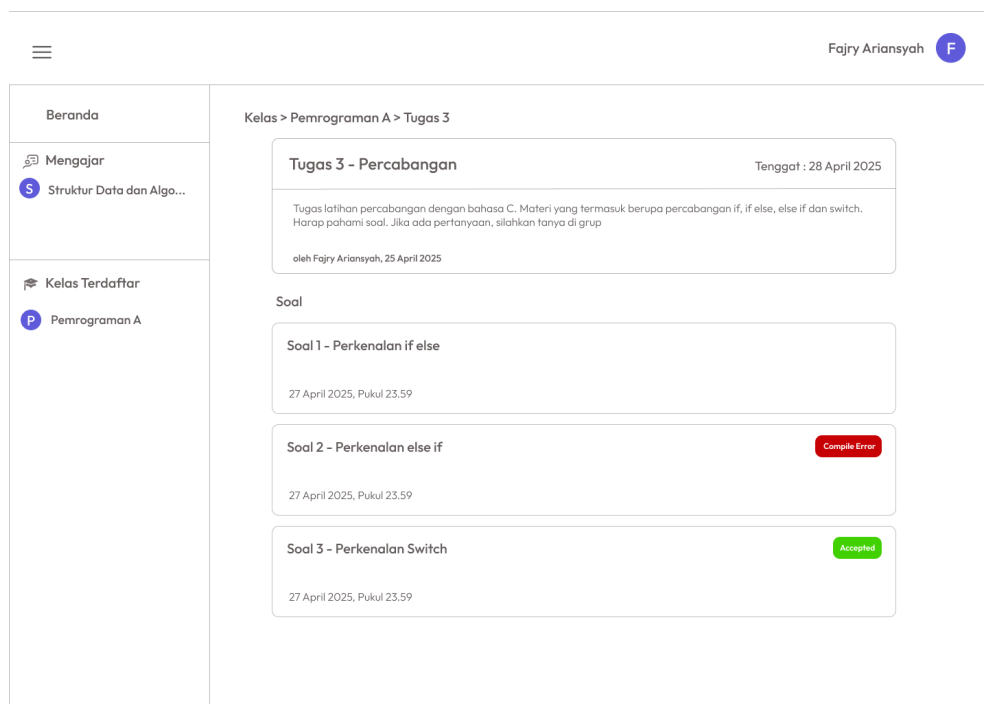 Fajry Ariansyah
F
Beranda
Mengajar
S
Struktur Data dan Algo...
Kelas Terdaftar
P
Pemrograman A
Kelas > Pemrograman A > Tugas 3
Tugas 3 - Percabangan
Tenggat : 28 April 2025
Tugas latihan percabangan dengan bahasa C. Materi yang termasuk berupa percabangan if, if else, else if dan switch.
Harap pahami soal. Jika ada pertanyaan, silahkan tanya di grup
oleh Fajry Ariansyah, 25 April 2025
Soal
Soal 1 - Perkenalan if else
27 April 2025, Pukul 23.59
Soal 2 - Perkenalan else if
Compile Error
27 April 2025, Pukul 23.59
Soal 3 - Perkenalan Switch
Accepted
27 April 2025, Pukul 23.59